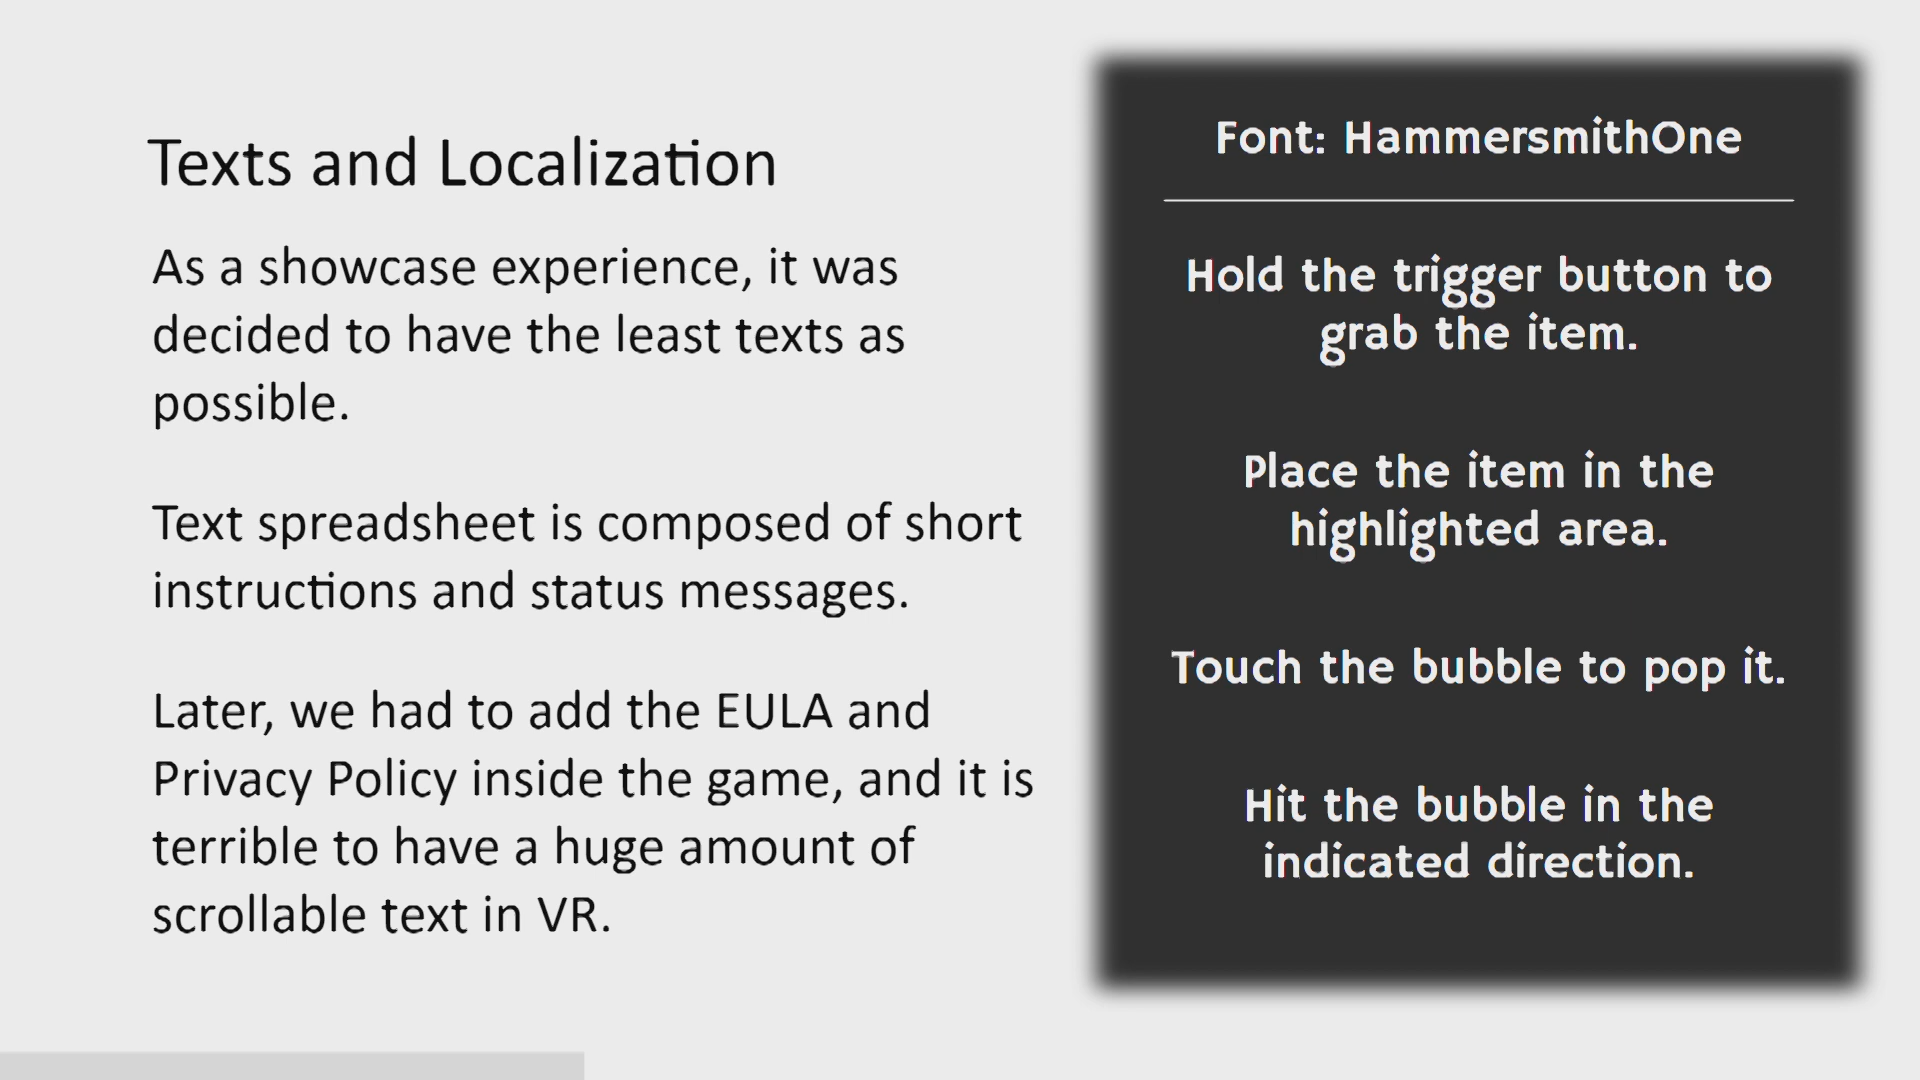 Texts and Localization
As a showcase experience, it was
decided to have the least texts as
possible.
Text spreadsheet is composed of short
instructions and status messages.
Later, we had to add the EULA and
Privacy Policy inside the game, and it is
terrible to have a huge amount of
scrollable text in VR.
Font: HammersmithOne
Hold the trigger button to
grab the item.
Place the item in the
highlighted area.
Touch the bubble to pop it.
Hit the bubble in the
indicated direction.